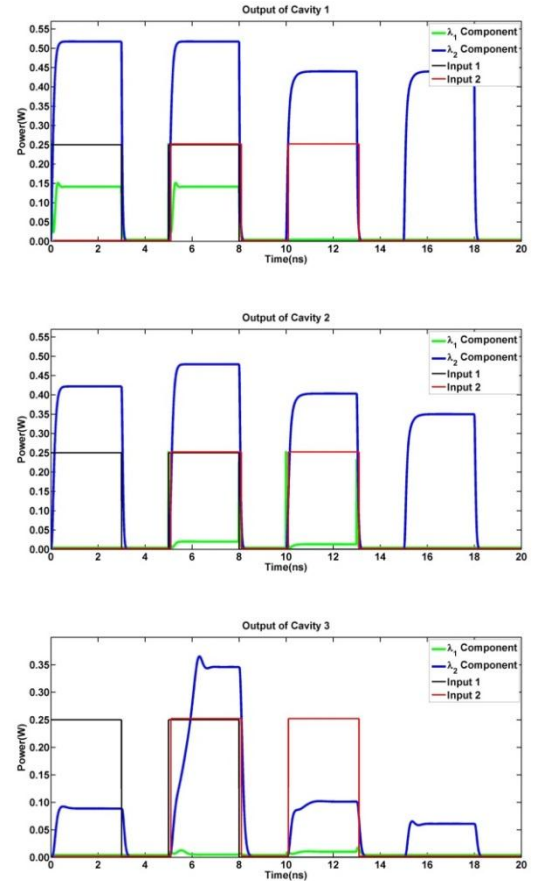 Output of Cavity 1
Power(W)
0.55
0.50
0.45
0.40
0.35
0.30
0.25
0.20
0.15
0.10
0.05
0.00
λ1 Component
λ2 Component
Input 1
Input 2
0 2 4 6 8 10 12 14 16 18 20
Time(ns)
Output of Cavity 2
Power(W)
0.55
0.50
0.45
0.40
0.35
0.30
0.25
0.20
0.15
0.10
0.05
0.00
λ1 Component
λ2 Component
Input 1
Input 2
0 2 4 6 8 10 12 14 16 18 20
Time(ns)
Output of Cavity 3
Power(W)
0.35
0.30
0.25
0.20
0.15
0.10
0.05
0.00
λ1 Component
λ2 Component
Input 1
Input 2
0 2 4 6 8 10 12 14 16 18 20
Time(ns)